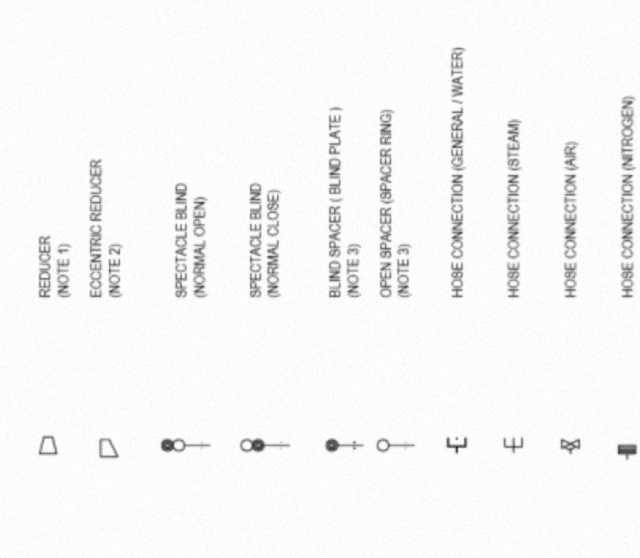 REDUCER
(NOTE 1)
ECCENTRIC REDUCER
(NOTE 2)
SPECTACLE BLIND
(NORMAL OPEN)
SPECTACLE BLIND
(NORMAL CLOSE)
BLIND SPACER ( BLIND PLATE )
(NOTE 3)
OPEN SPACER (SPACER RING)
(NOTE 3)
HOSE CONNECTION (GENERAL / WATER)
HOSE CONNECTION (STEAM)
HOSE CONNECTION (AIR)
HOSE CONNECTION (NITROGEN)